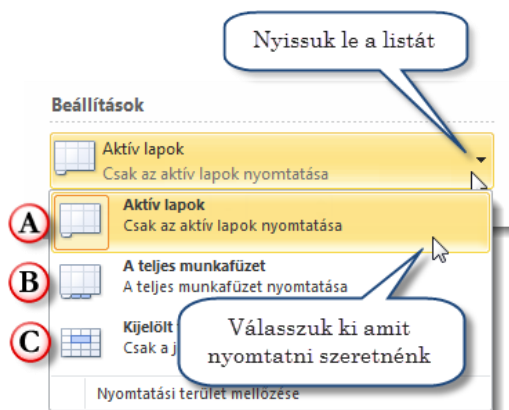 Nyissuk le a listát
Beállítások
Aktív lapok
Csak az aktív lapok nyomtatása
A
Aktív lapok
Csak az aktív lapok nyomtatása
B
A teljes munkafüzet
A teljes munkafüzet nyomtatása
C
Kijelölt
Csak a
Válasszuk ki amit
nyomtatni szeretnénk
Nyomtatási terület mellőzése